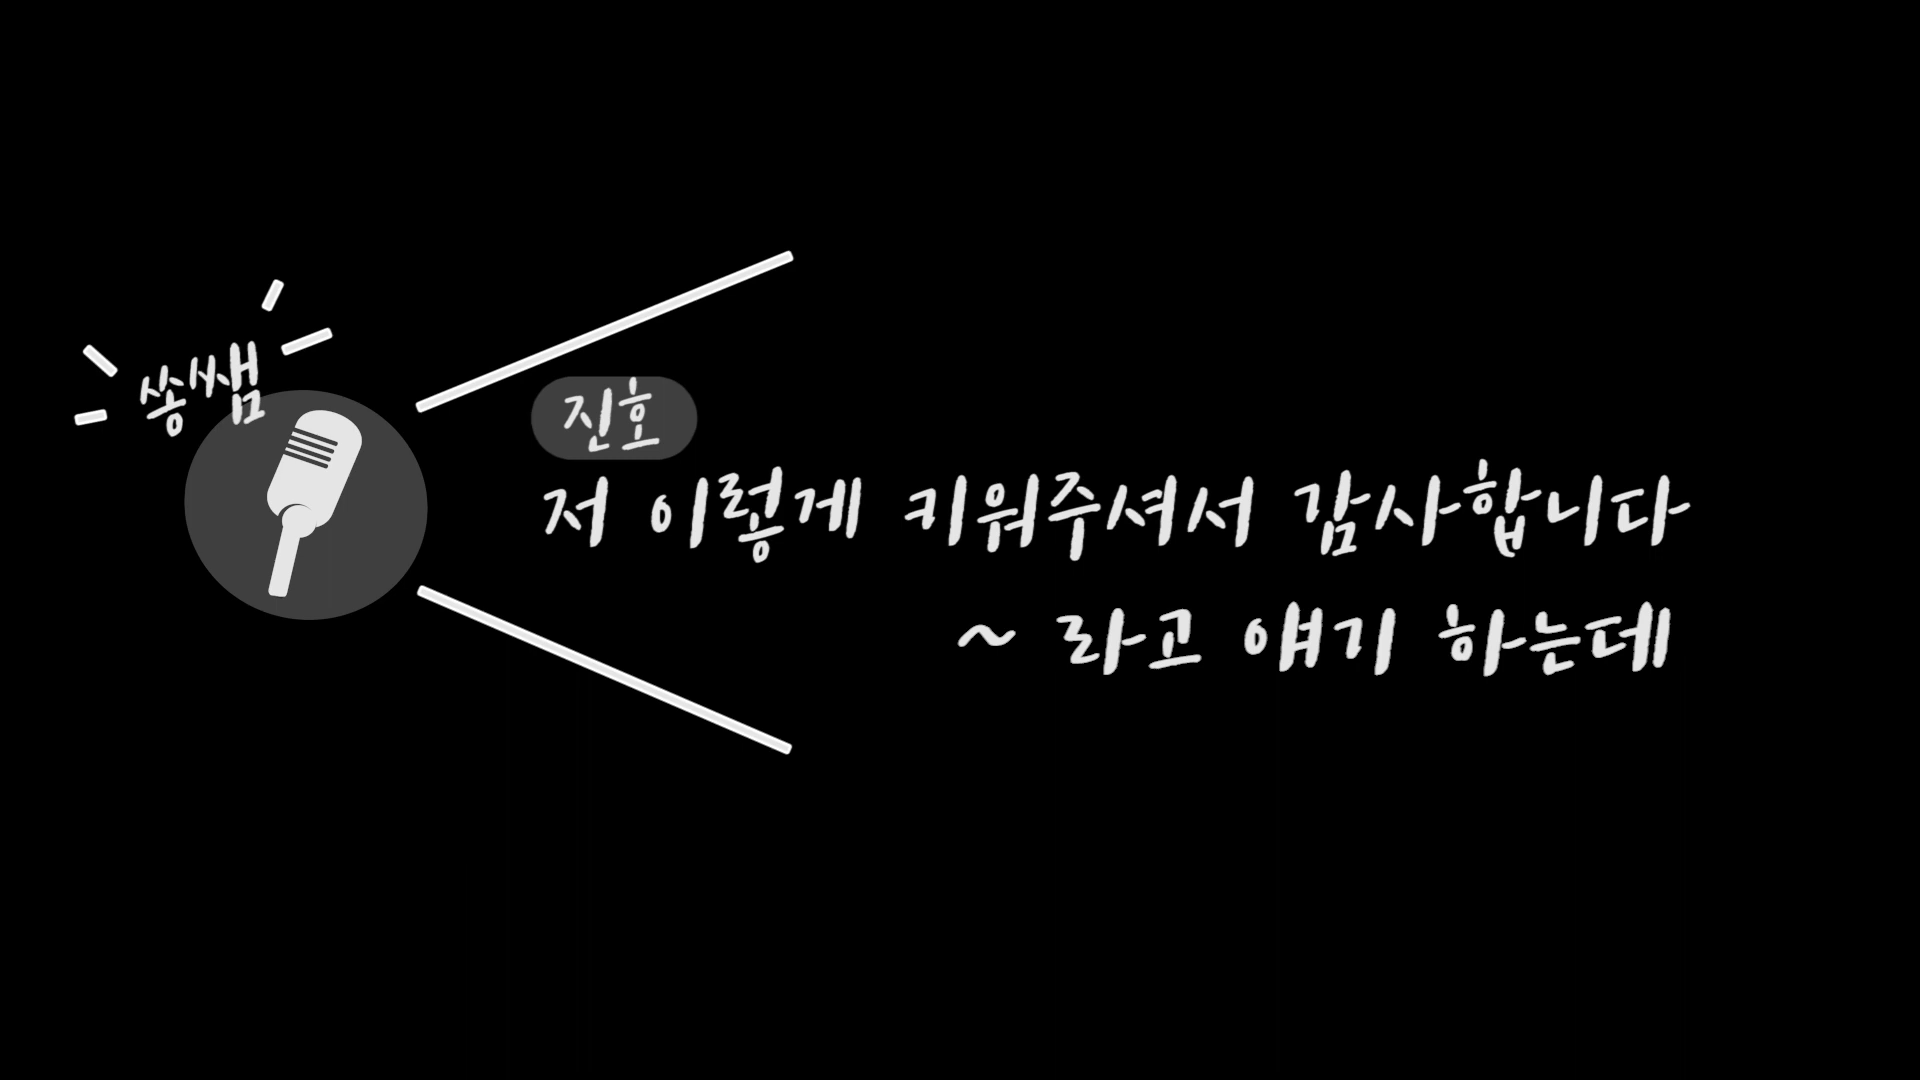 쏭쌤
진호
저 이렇게 키워주셔서 감사합니다
~ 라고 얘기 하는데